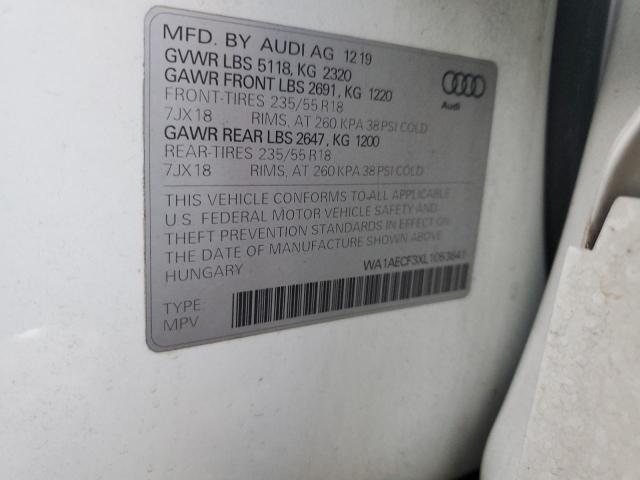 MFD. BY AUDI AG 12 19
GVWR LBS 5118, KG 2320
GAWR FRONT LBS 2691, KG 1220
FRONT-TIRES 235/55 R18
7JX18 RIMS, AT 260 KPA 38 PSI COLD
GAWR REAR LBS 2647, KG 1200
REAR-TIRES 235/55 R18
7JX18 RIMS, AT 260 KPA 38 PSI COLD
Audi
THIS VEHICLE CONFORMS TO ALL APPLICABLE
U.S. FEDERAL MOTOR VEHICLE SAFETY AND
THEFT PREVENTION STANDARDS IN EFFECT ON
THE DATE OF MANUFACTURE SHOWN ABOVE.
HUNGARY
TYPE:
MPV